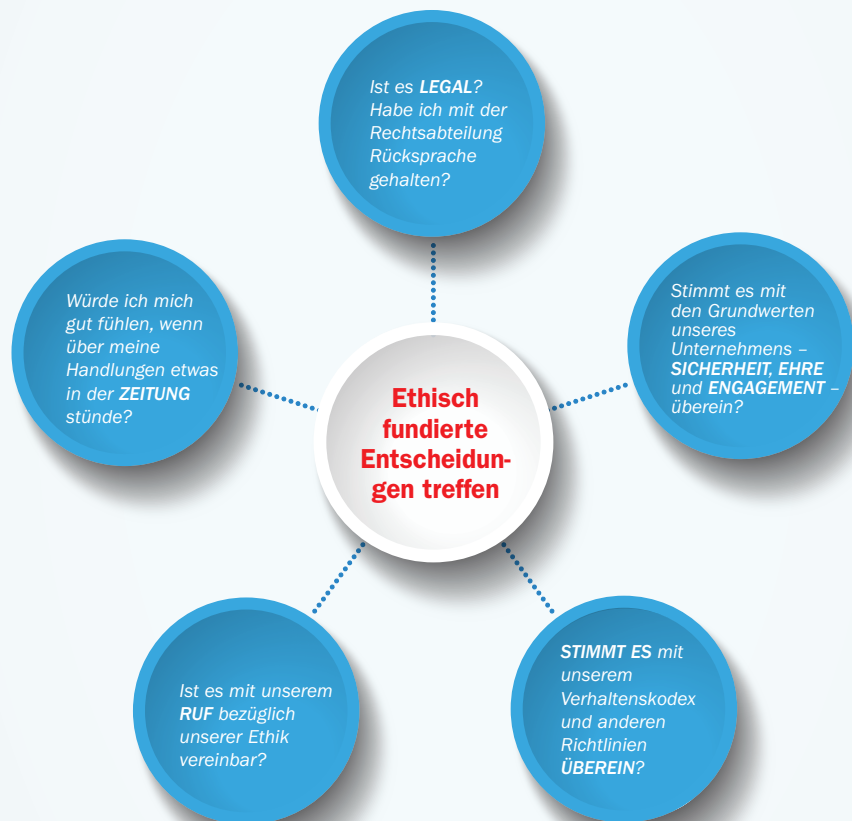 Ist es LEGAL?
Habe ich mit der
Rechtsabteilung
Rücksprache
gehalten?
Würde ich mich
gut fühlen, wenn
über meine
Handlungen etwas
in der ZEITUNG
stünde?
Stimmt es mit
den Grundwerten
unseres
Unternehmens –
SICHERHEIT, EHRE
und ENGAGEMENT –
überein?
Ethisch
fundierte
Entscheidun-
gen treffen
Ist es mit unserem
RUF bezüglich
unserer Ethik
vereinbar?
STIMMT ES mit
unserem
Verhaltenskodex
und anderen
Richtlinien
ÜBEREIN?